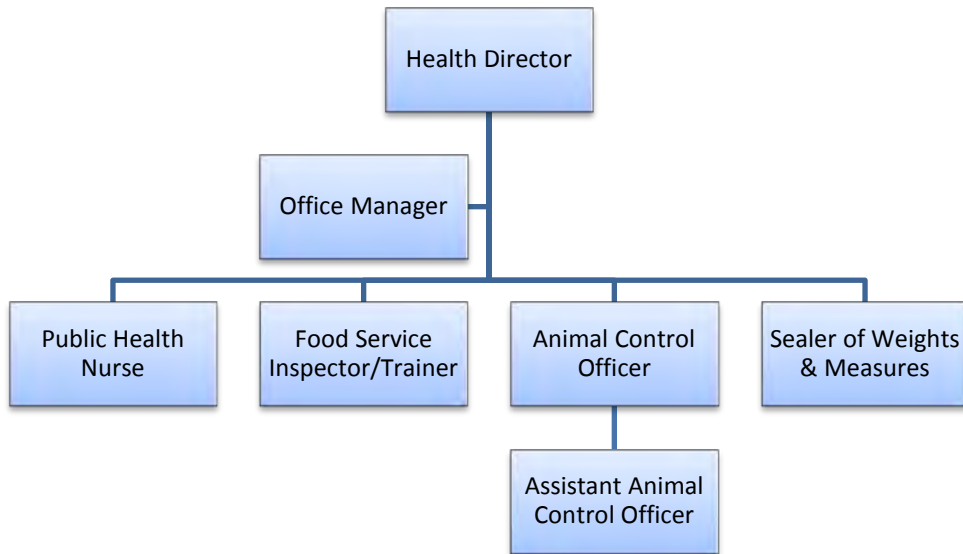 Health Director
Office Manager
Public Health
Nurse
Food Service
Inspector/Trainer
Animal Control
Officer
Sealer of Weights
& Measures
Assistant Animal
Control Officer